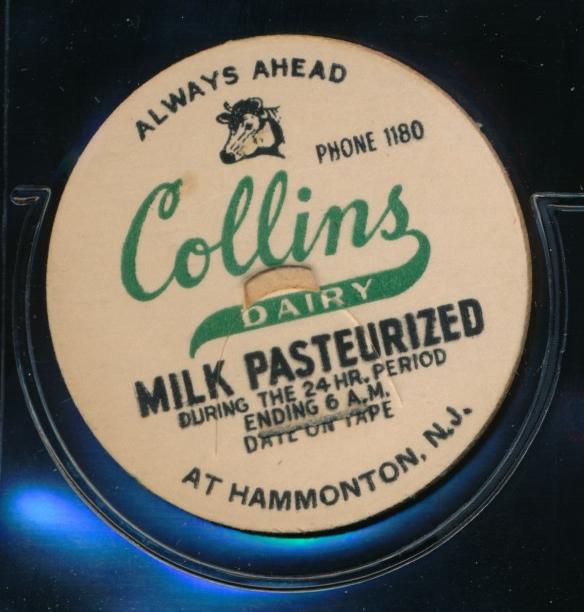 ALWAYS AHEAD
PHONE 1180
Collins
DAIRY
MILK PASTEURIZED
DURING THE 24 HR. PERIOD
ENDING 6 A.M.
DATE ON TAPE
AT HAMMONTON, N.J.